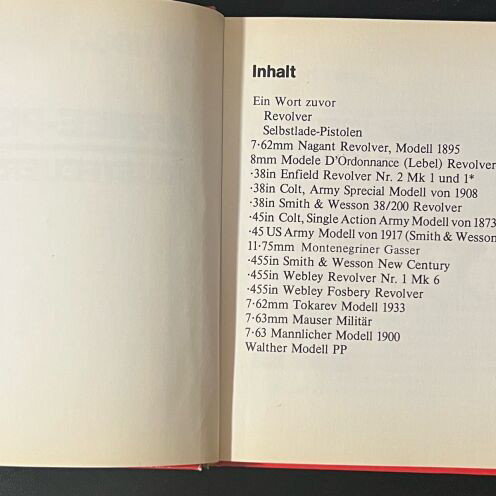 Inhalt
Ein Wort zuvor
Revolver
Selbstlade-Pistolen
7·62mm Nagant Revolver, Modell 1895
8mm Modele D'Ordonnance (Lebel) Revolver
·38in Enfield Revolver Nr. 2 Mk 1 und 1*
·38in Colt, Army Sprecial Modell von 1908
·38in Smith & Wesson 38/200 Revolver
·45in Colt, Single Action Army Modell von 1873
·45 US Army Modell von 1917 (Smith & Wesson
11·75mm Montenegriner Gasser
·455in Smith & Wesson New Century
·455in Webley Revolver Nr. 1 Mk 6
·455in Webley Fosbery Revolver
7·62mm Tokarev Modell 1933
7·63mm Mauser Militär
7·63 Mannlicher Modell 1900
Walther Modell PP